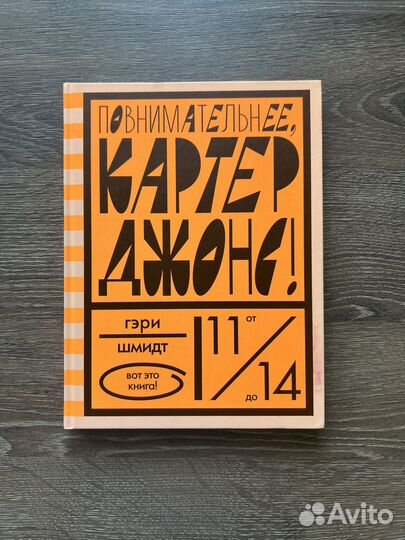 ПОВНИМАТЕЛЬНЕЕ,
КАРТЕР
ДЖОНС!
ГЭРИ
ШМИДТ
ВОТ ЭТО
КНИГА!
ОТ
11
ДО
14
Avito